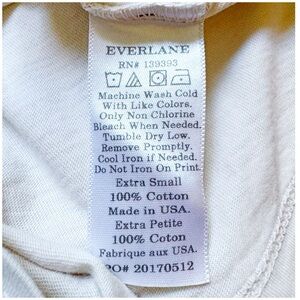 EVERLANE
RN# 139393
Machine Wash Cold
With Like Colors.
Only Non Chlorine
Bleach When Needed.
Tumble Dry Low.
Remove Promptly.
Cool Iron if Needed.
Do Not Iron On Print
Extra Small
100% Cotton
Made in USA.
Extra Petite
100% Coton
Fabrique aux USA.
PO# 20170512